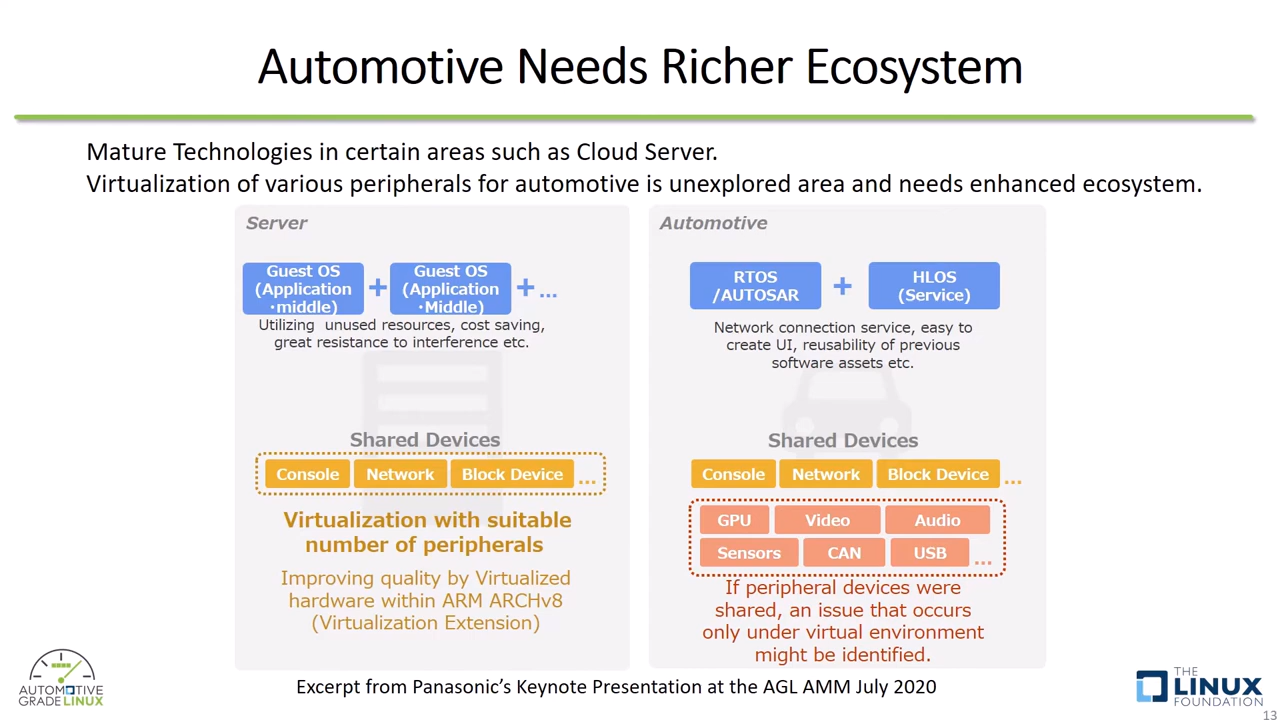 Automotive Needs Richer Ecosystem
Mature Technologies in certain areas such as Cloud Server.
Virtualization of various peripherals for automotive is unexplored area and needs enhanced ecosystem.
Server
Guest OS
(Application
・middle)
+
Guest OS
(Application
・Middle)
+ ...
Utilizing unused resources, cost saving,
great resistance to interference etc.
Shared Devices
Console
Network
Block Device
...
Virtualization with suitable
number of peripherals
Improving quality by Virtualized
hardware within ARM ARCHv8
(Virtualization Extension)
Automotive
RTOS
/AUTOSAR
+
HLOS
(Service)
Network connection service, easy to
create UI, reusability of previous
software assets etc.
Shared Devices
Console
Network
Block Device
...
GPU
Video
Audio
Sensors
CAN
USB
...
If peripheral devices were
shared, an issue that occurs
only under virtual environment
might be identified.
AUTOMOTIVE
GRADE LINUX
Excerpt from Panasonic’s Keynote Presentation at the AGL AMM July 2020
THE
LINUX
FOUNDATION
13